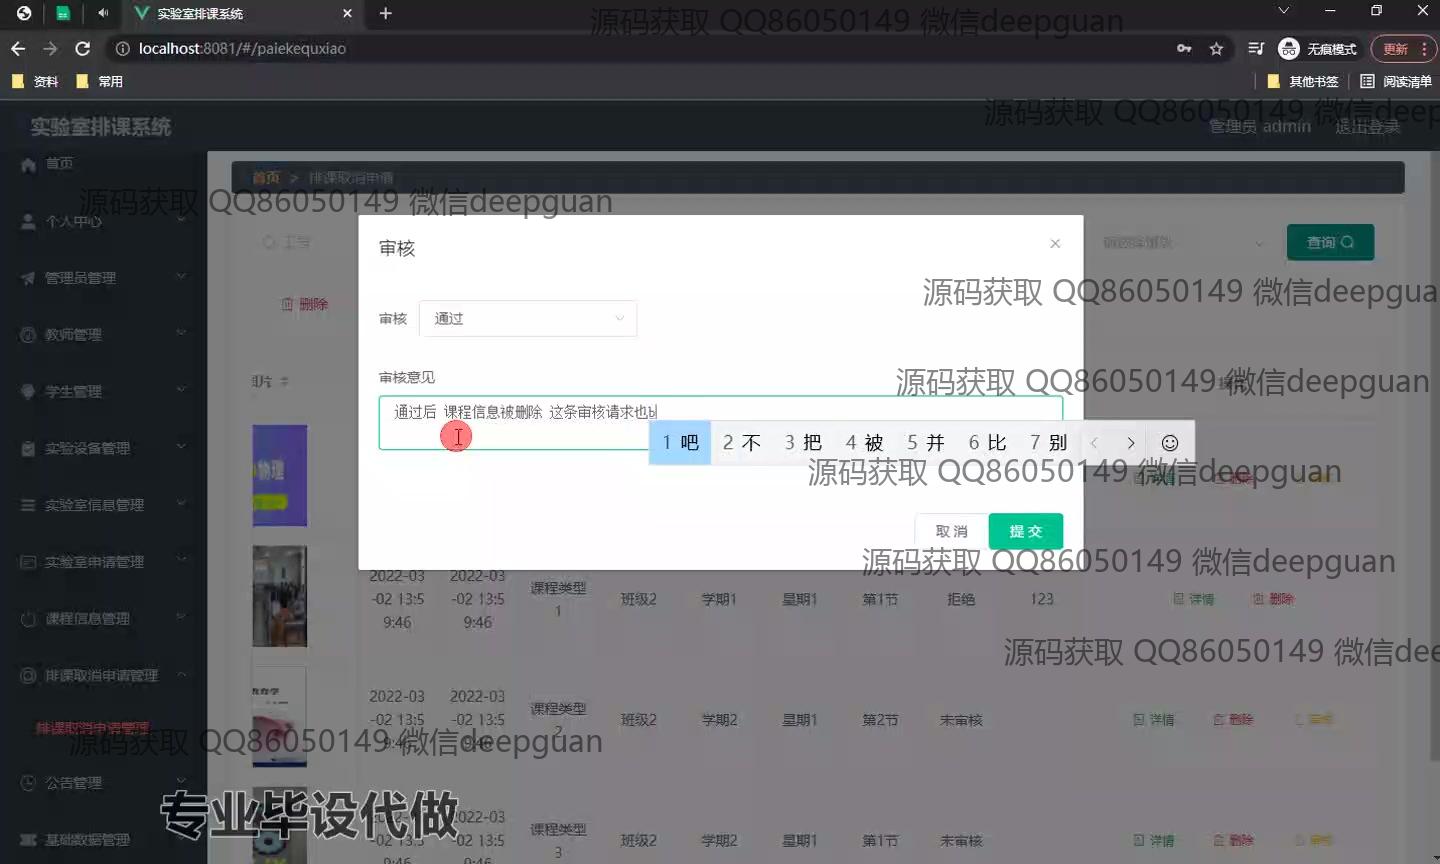 实验室排课系统
localhost:8081/#/paiekequxiao
无痕模式
更新
资料
常用
其他书签
阅读清单
源码获取 QQ86050149 微信deepguan
源码获取 QQ86050149 微信deep
实验室排课系统
管理员 admin
退出登录
首页
首页 > 排课取消申请
源码获取 QQ86050149 微信deepguan
个人中心
工号
查询
管理员管理
删除
源码获取 QQ86050149 微信deepgua
教师管理
学生管理
实验设备管理
实验室信息管理
实验室申请管理
课程信息管理
排课取消申请管理
排课取消申请管理
公告管理
基础数据管理
审核
审核
通过
审核意见
通过后 课程信息被删除 这条审核请求也b
1 吧 2 不 3 把 4 被 5 并 6 比 7 别
取消
提交
源码获取 QQ86050149 微信deepguan
源码获取 QQ86050149 微信deepguan
详情 删除
源码获取 QQ86050149 微信deepguan
物理
2022-03-02 13:59:46 2022-03-02 13:59:46 课程类型1 班级2 学期1 星期1 第1节 拒绝 123 详情 删除
源码获取 QQ86050149 微信dee
2022-03-02 13:59:46 2022-03-02 13:59:46 课程类型2 班级2 学期2 星期1 第2节 未审核 详情 删除 审核
源码获取 QQ86050149 微信deepguan
专业毕设代做
2022-03-02 13:59:46 2022-03-02 13:59:46 课程类型3 班级2 学期2 星期1 第1节 未审核 详情 删除 审核